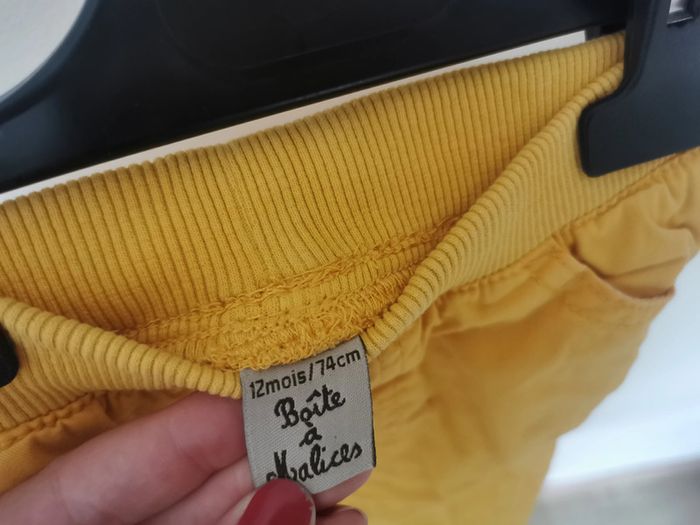 12mois/74cm
Boîte
à
Malices